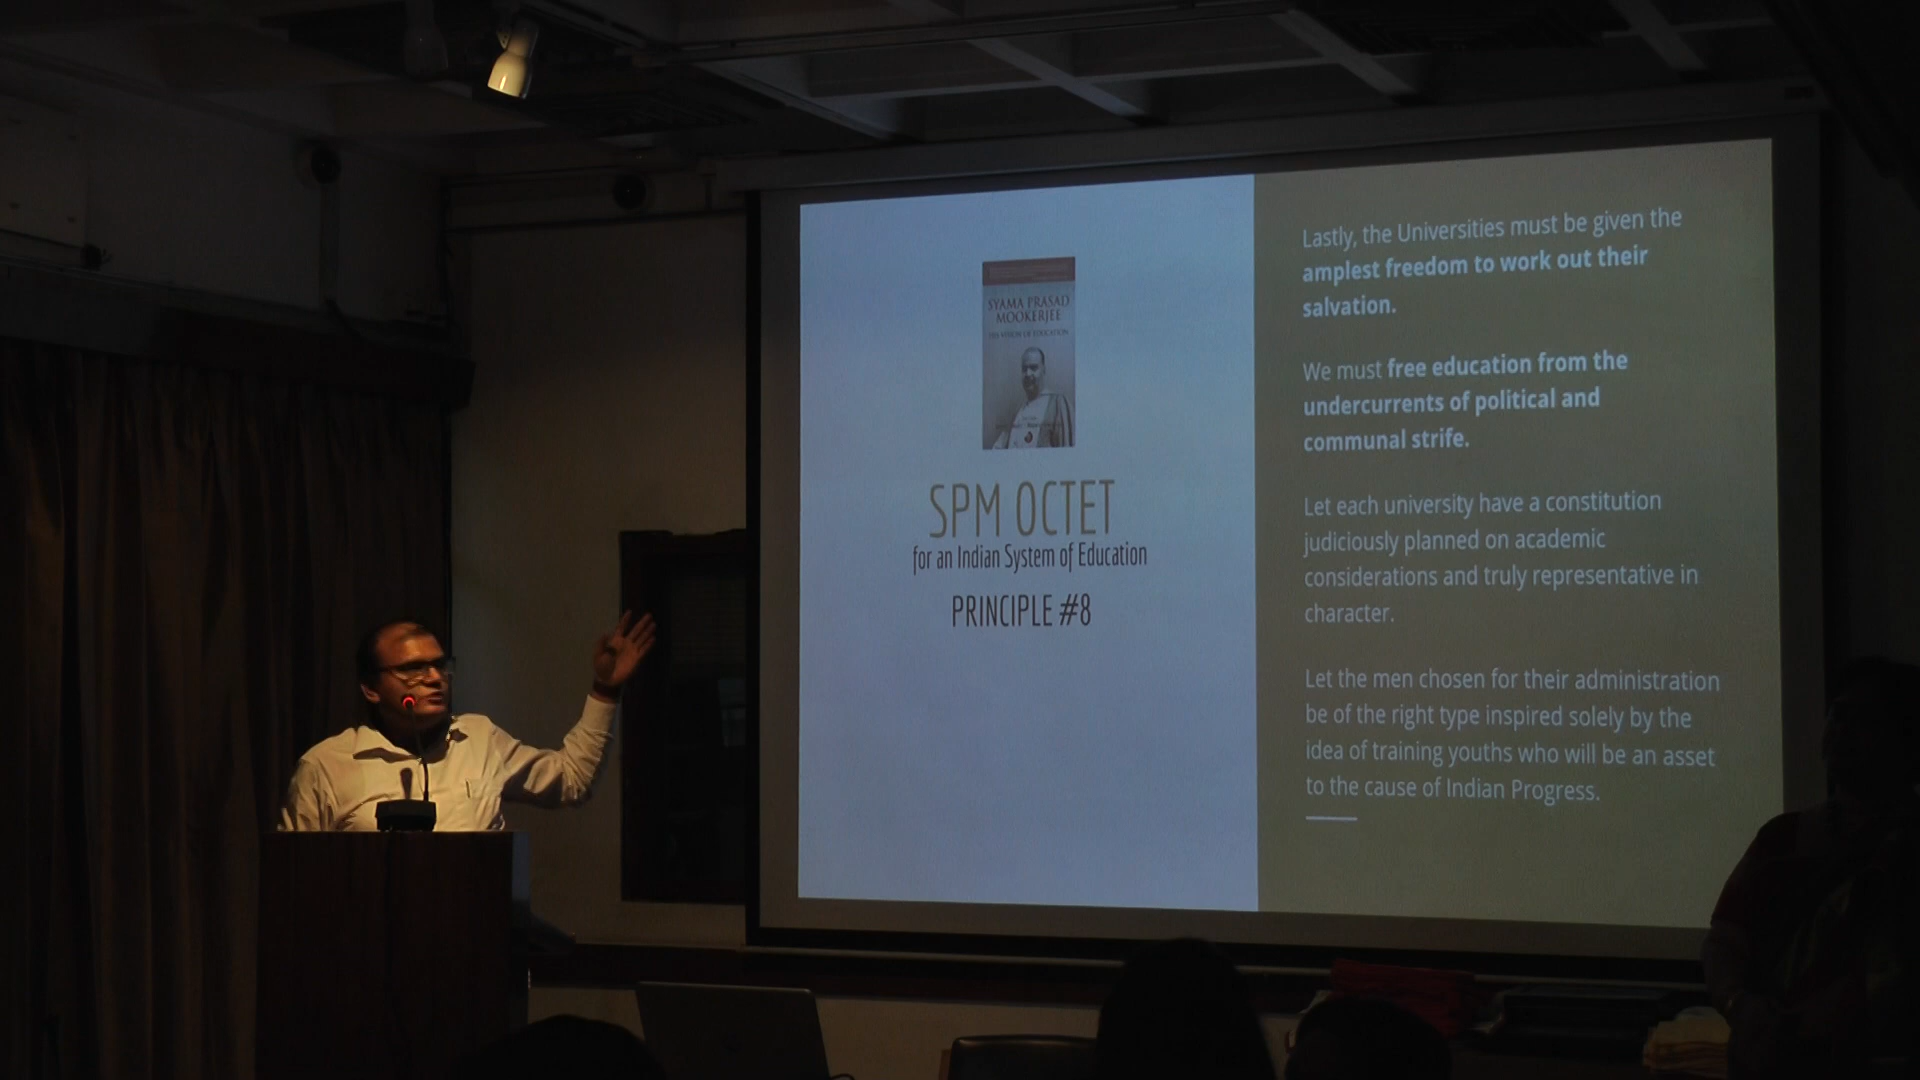 SYAMA PRASAD
MOOKERJEE
HIS VISION OF EDUCATION
SPM OCTET
for an Indian System of Education
PRINCIPLE #8
Lastly, the Universities must be given the
amplest freedom to work out their
salvation.
We must free education from the
undercurrents of political and
communal strife.
Let each university have a constitution
judiciously planned on academic
considerations and truly representative in
character.
Let the men chosen for their administration
be of the right type inspired solely by the
idea of training youths who will be an asset
to the cause of Indian Progress.